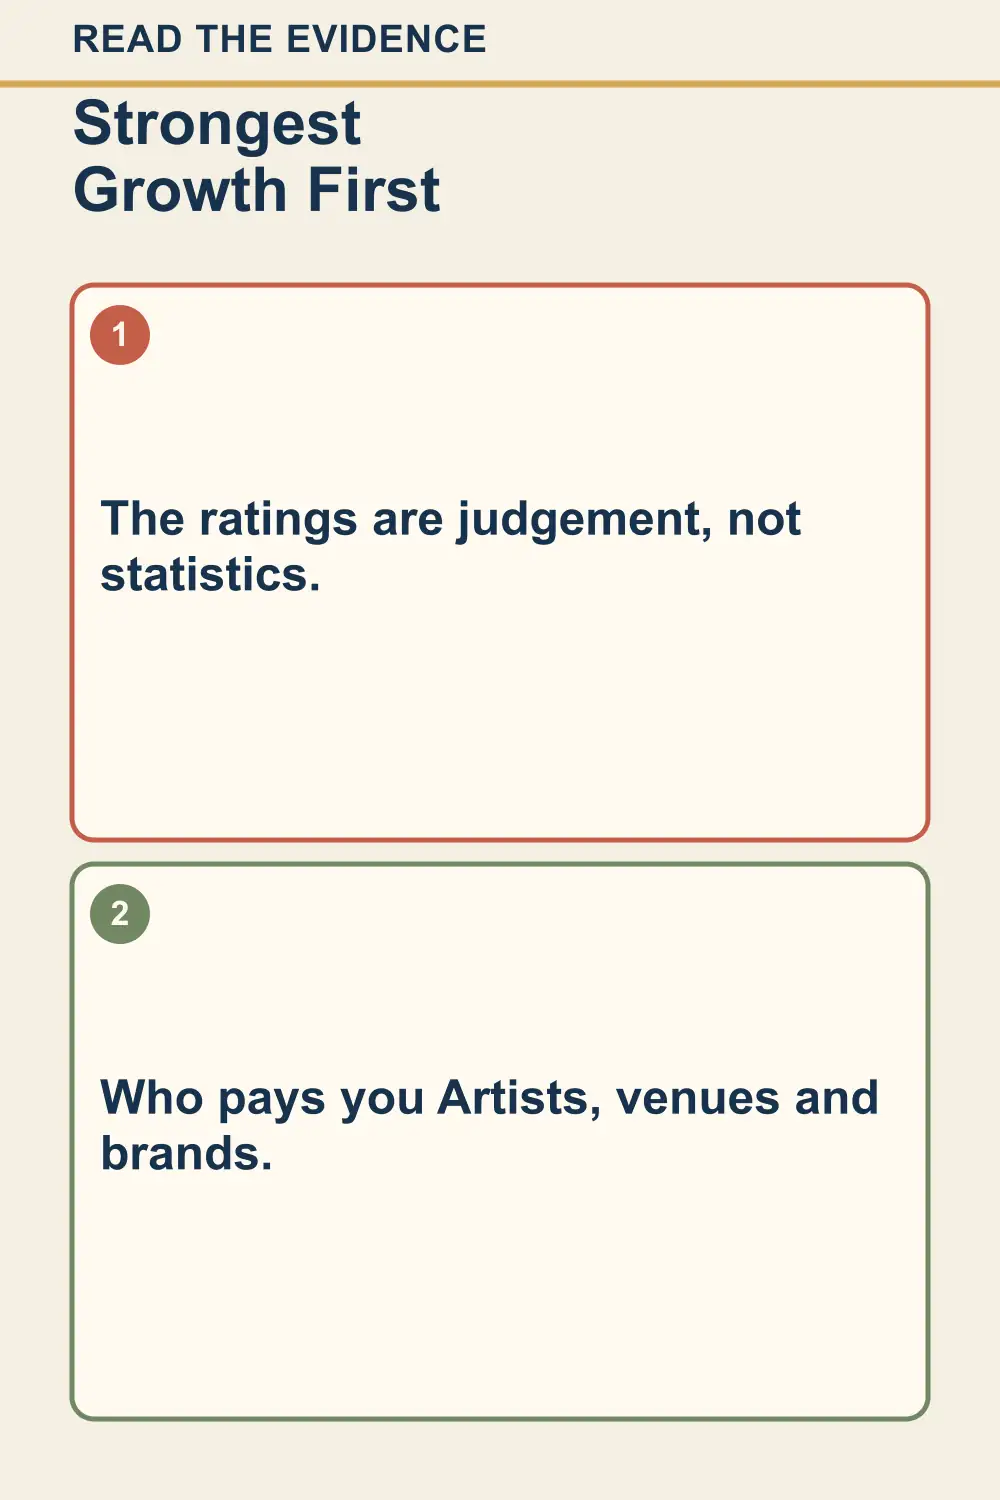 READ THE EVIDENCE
Strongest
Growth First
1
The ratings are judgement, not
statistics.
2
Who pays you Artists, venues and
brands.